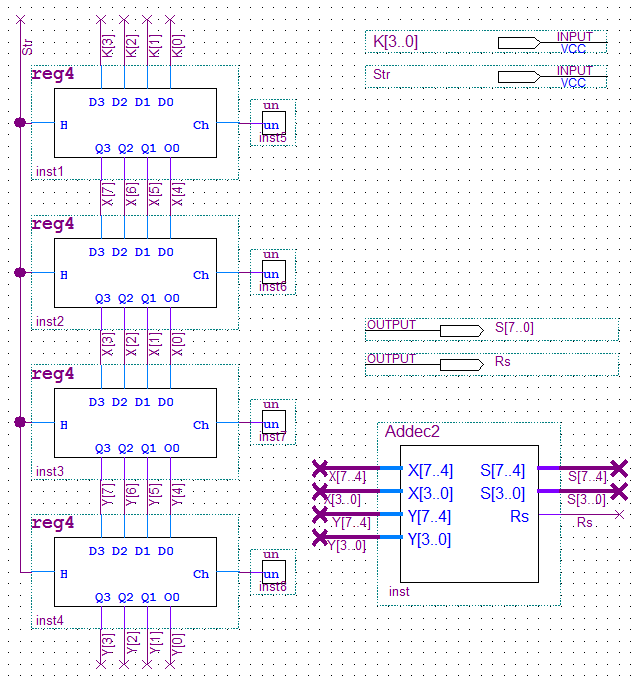 Str
K[3]
K[2]
K[1]
K[0]
K[3..0]
INPUT
VCC
Str
INPUT
VCC
reg4
D3 D2 D1 D0
H
Ch
Q3 Q2 Q1 Q0
inst1
un
un
inst5
X[7]
X[6]
X[5]
X[4]
reg4
D3 D2 D1 D0
H
Ch
Q3 Q2 Q1 Q0
inst2
un
un
inst6
X[3]
X[2]
X[1]
X[0]
OUTPUT
S[7..0]
OUTPUT
Rs
reg4
D3 D2 D1 D0
H
Ch
Q3 Q2 Q1 Q0
inst3
un
un
inst7
Y[7]
Y[6]
Y[5]
Y[4]
Addec2
X[7..4]
X[7..4]
S[7..4]
S[7..4]
X[3..0]
X[3..0]
S[3..0]
S[3..0]
Y[7..4]
Y[7..4]
Rs
Rs
Y[3..0]
Y[3..0]
inst
reg4
D3 D2 D1 D0
H
Ch
Q3 Q2 Q1 Q0
inst4
un
un
inst8
Y[3]
Y[2]
Y[1]
Y[0]